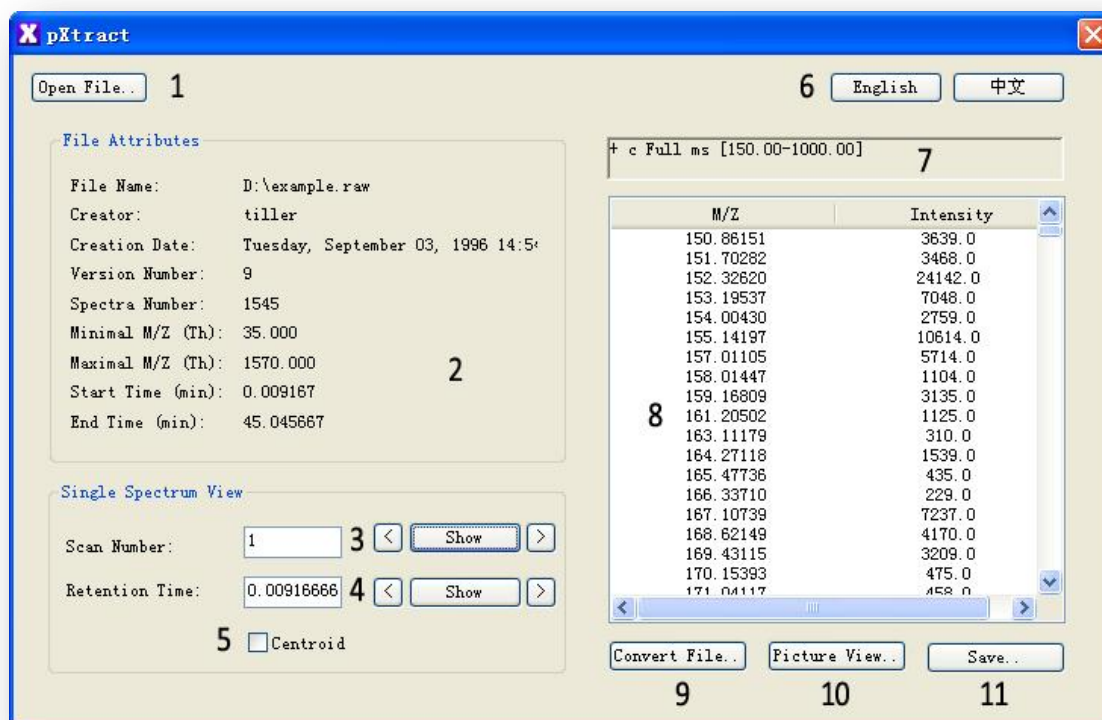 pXtract
Open File.. 1
6 English 中文
File Attributes
File Name: D:\example.raw
Creator: tiller
Creation Date: Tuesday, September 03, 1996 14:5
Version Number: 9
Spectra Number: 1545
Minimal M/Z (Th): 35.000
Maximal M/Z (Th): 1570.000
2
Start Time (min): 0.009167
End Time (min): 45.045667
Single Spectrum View
Scan Number: 1 3 < Show >
Retention Time: 0.00916666 4 < Show >
5 Centroid
+ c Full ms [150.00-1000.00] 7
M/Z Intensity
150.86151 3639.0
151.70282 3468.0
152.32620 24142.0
153.19537 7048.0
154.00430 2759.0
155.14197 10614.0
157.01105 5714.0
158.01447 1104.0
159.16809 3135.0
8 161.20502 1125.0
163.11179 310.0
164.27118 1539.0
165.47736 435.0
166.33710 229.0
167.10739 7237.0
168.62149 4170.0
169.43115 3209.0
170.15393 475.0
171.04117 458.0
Convert File.. Picture View.. Save..
9 10 11